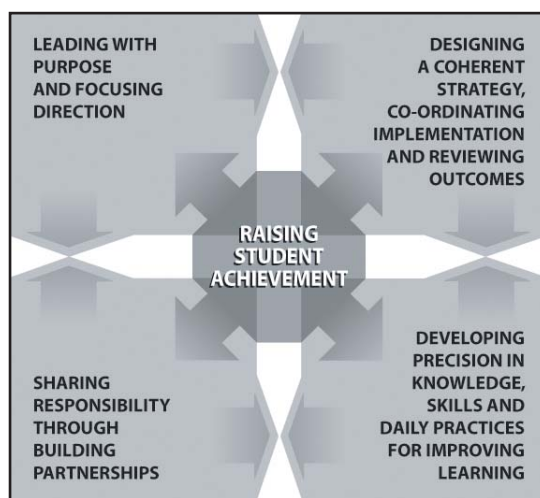 LEADING WITH
PURPOSE
AND FOCUSING
DIRECTION
DESIGNING
A COHERENT
STRATEGY,
CO-ORDINATING
IMPLEMENTATION
AND REVIEWING
OUTCOMES
RAISING
STUDENT
ACHIEVEMENT
SHARING
RESPONSIBILITY
THROUGH
BUILDING
PARTNERSHIPS
DEVELOPING
PRECISION IN
KNOWLEDGE,
SKILLS AND
DAILY PRACTICES
FOR IMPROVING
LEARNING